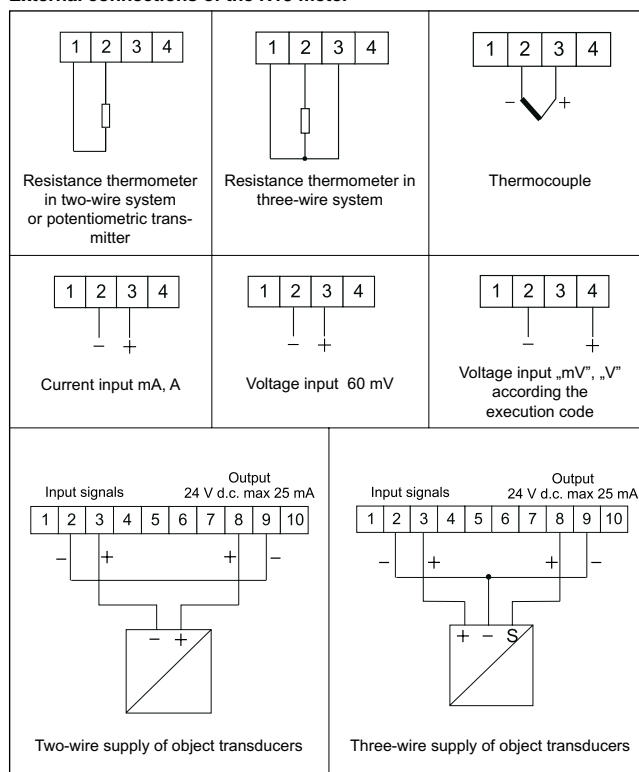 External connections of the meter
1 2 3 4
Resistance thermometer
in two-wire system
or potentiometric trans-
mitter
1 2 3 4
Resistance thermometer in
three-wire system
1 2 3 4
− +
Thermocouple
1 2 3 4
− +
Current input mA, A
1 2 3 4
− +
Voltage input 60 mV
1 2 3 4
− +
Voltage input „mV”, „V”
according the
execution code
Input signals
Output
24 V d.c. max 25 mA
1 2 3 4 5 6 7 8 9 10
− + + −
− +
Two-wire supply of object transducers
Input signals
Output
24 V d.c. max 25 mA
1 2 3 4 5 6 7 8 9 10
− + + −
+ − S
Three-wire supply of object transducers